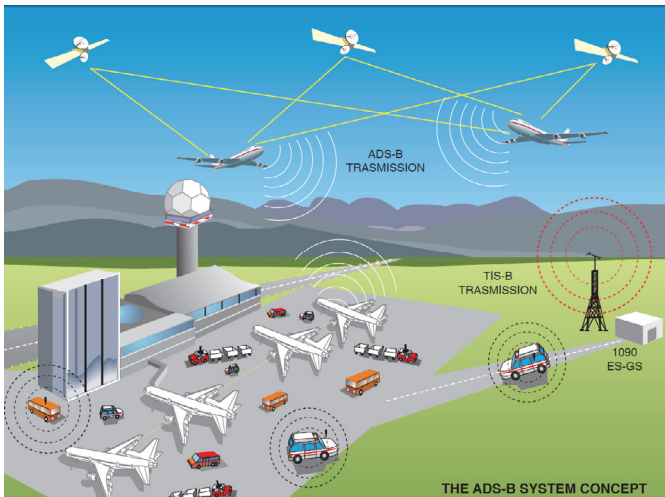 ADS-B
TRASMISSION
TIS-B
TRASMISSION
1090
ES-GS
THE ADS-B SYSTEM CONCEPT